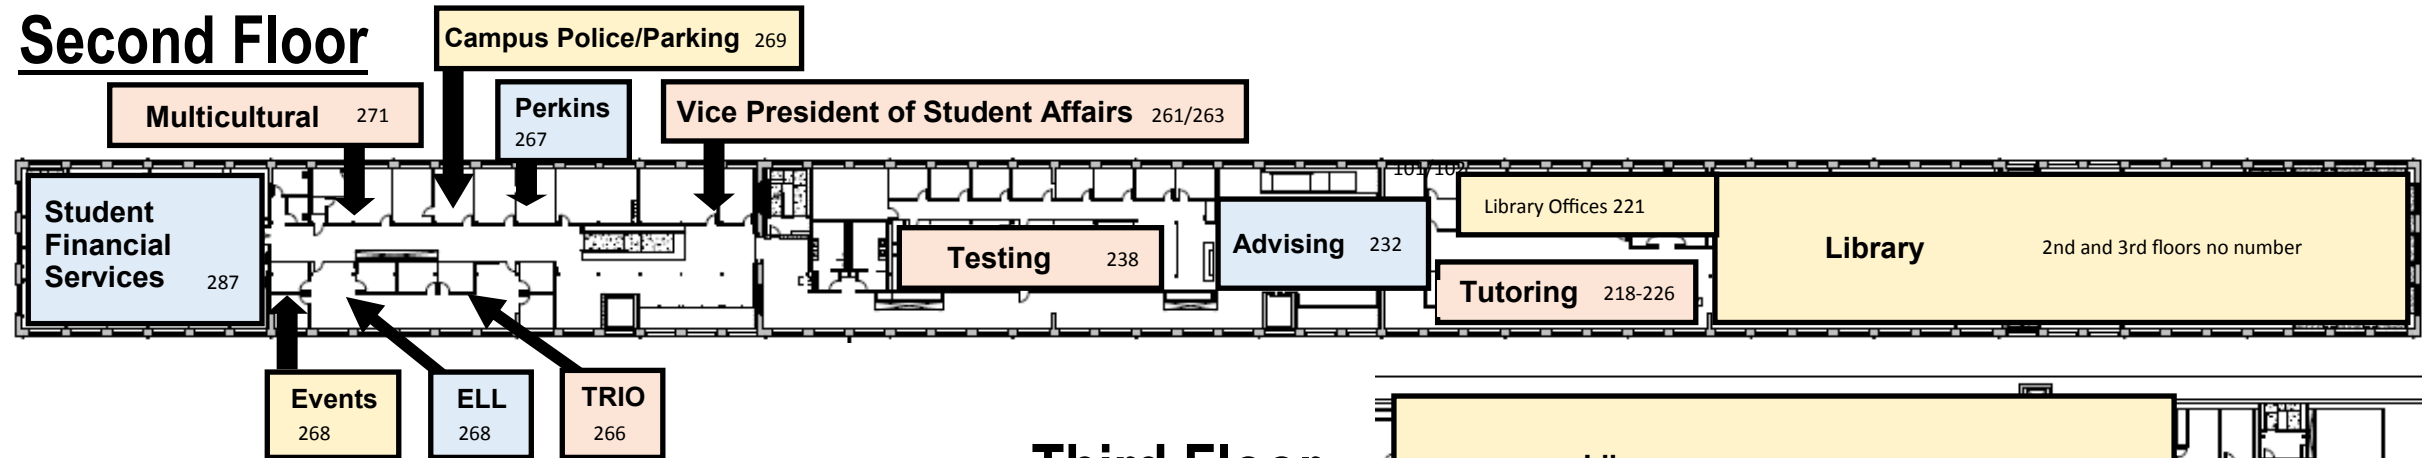 Second Floor
Campus Police/Parking 269
Multicultural 271
Perkins
267
Vice President of Student Affairs 261/263
Student
Financial
Services 287
Testing 238
Advising 232
Library Offices 221
Tutoring 218-226
Library 2nd and 3rd floors no number
Events
268
ELL
268
TRIO
266
Third Floor